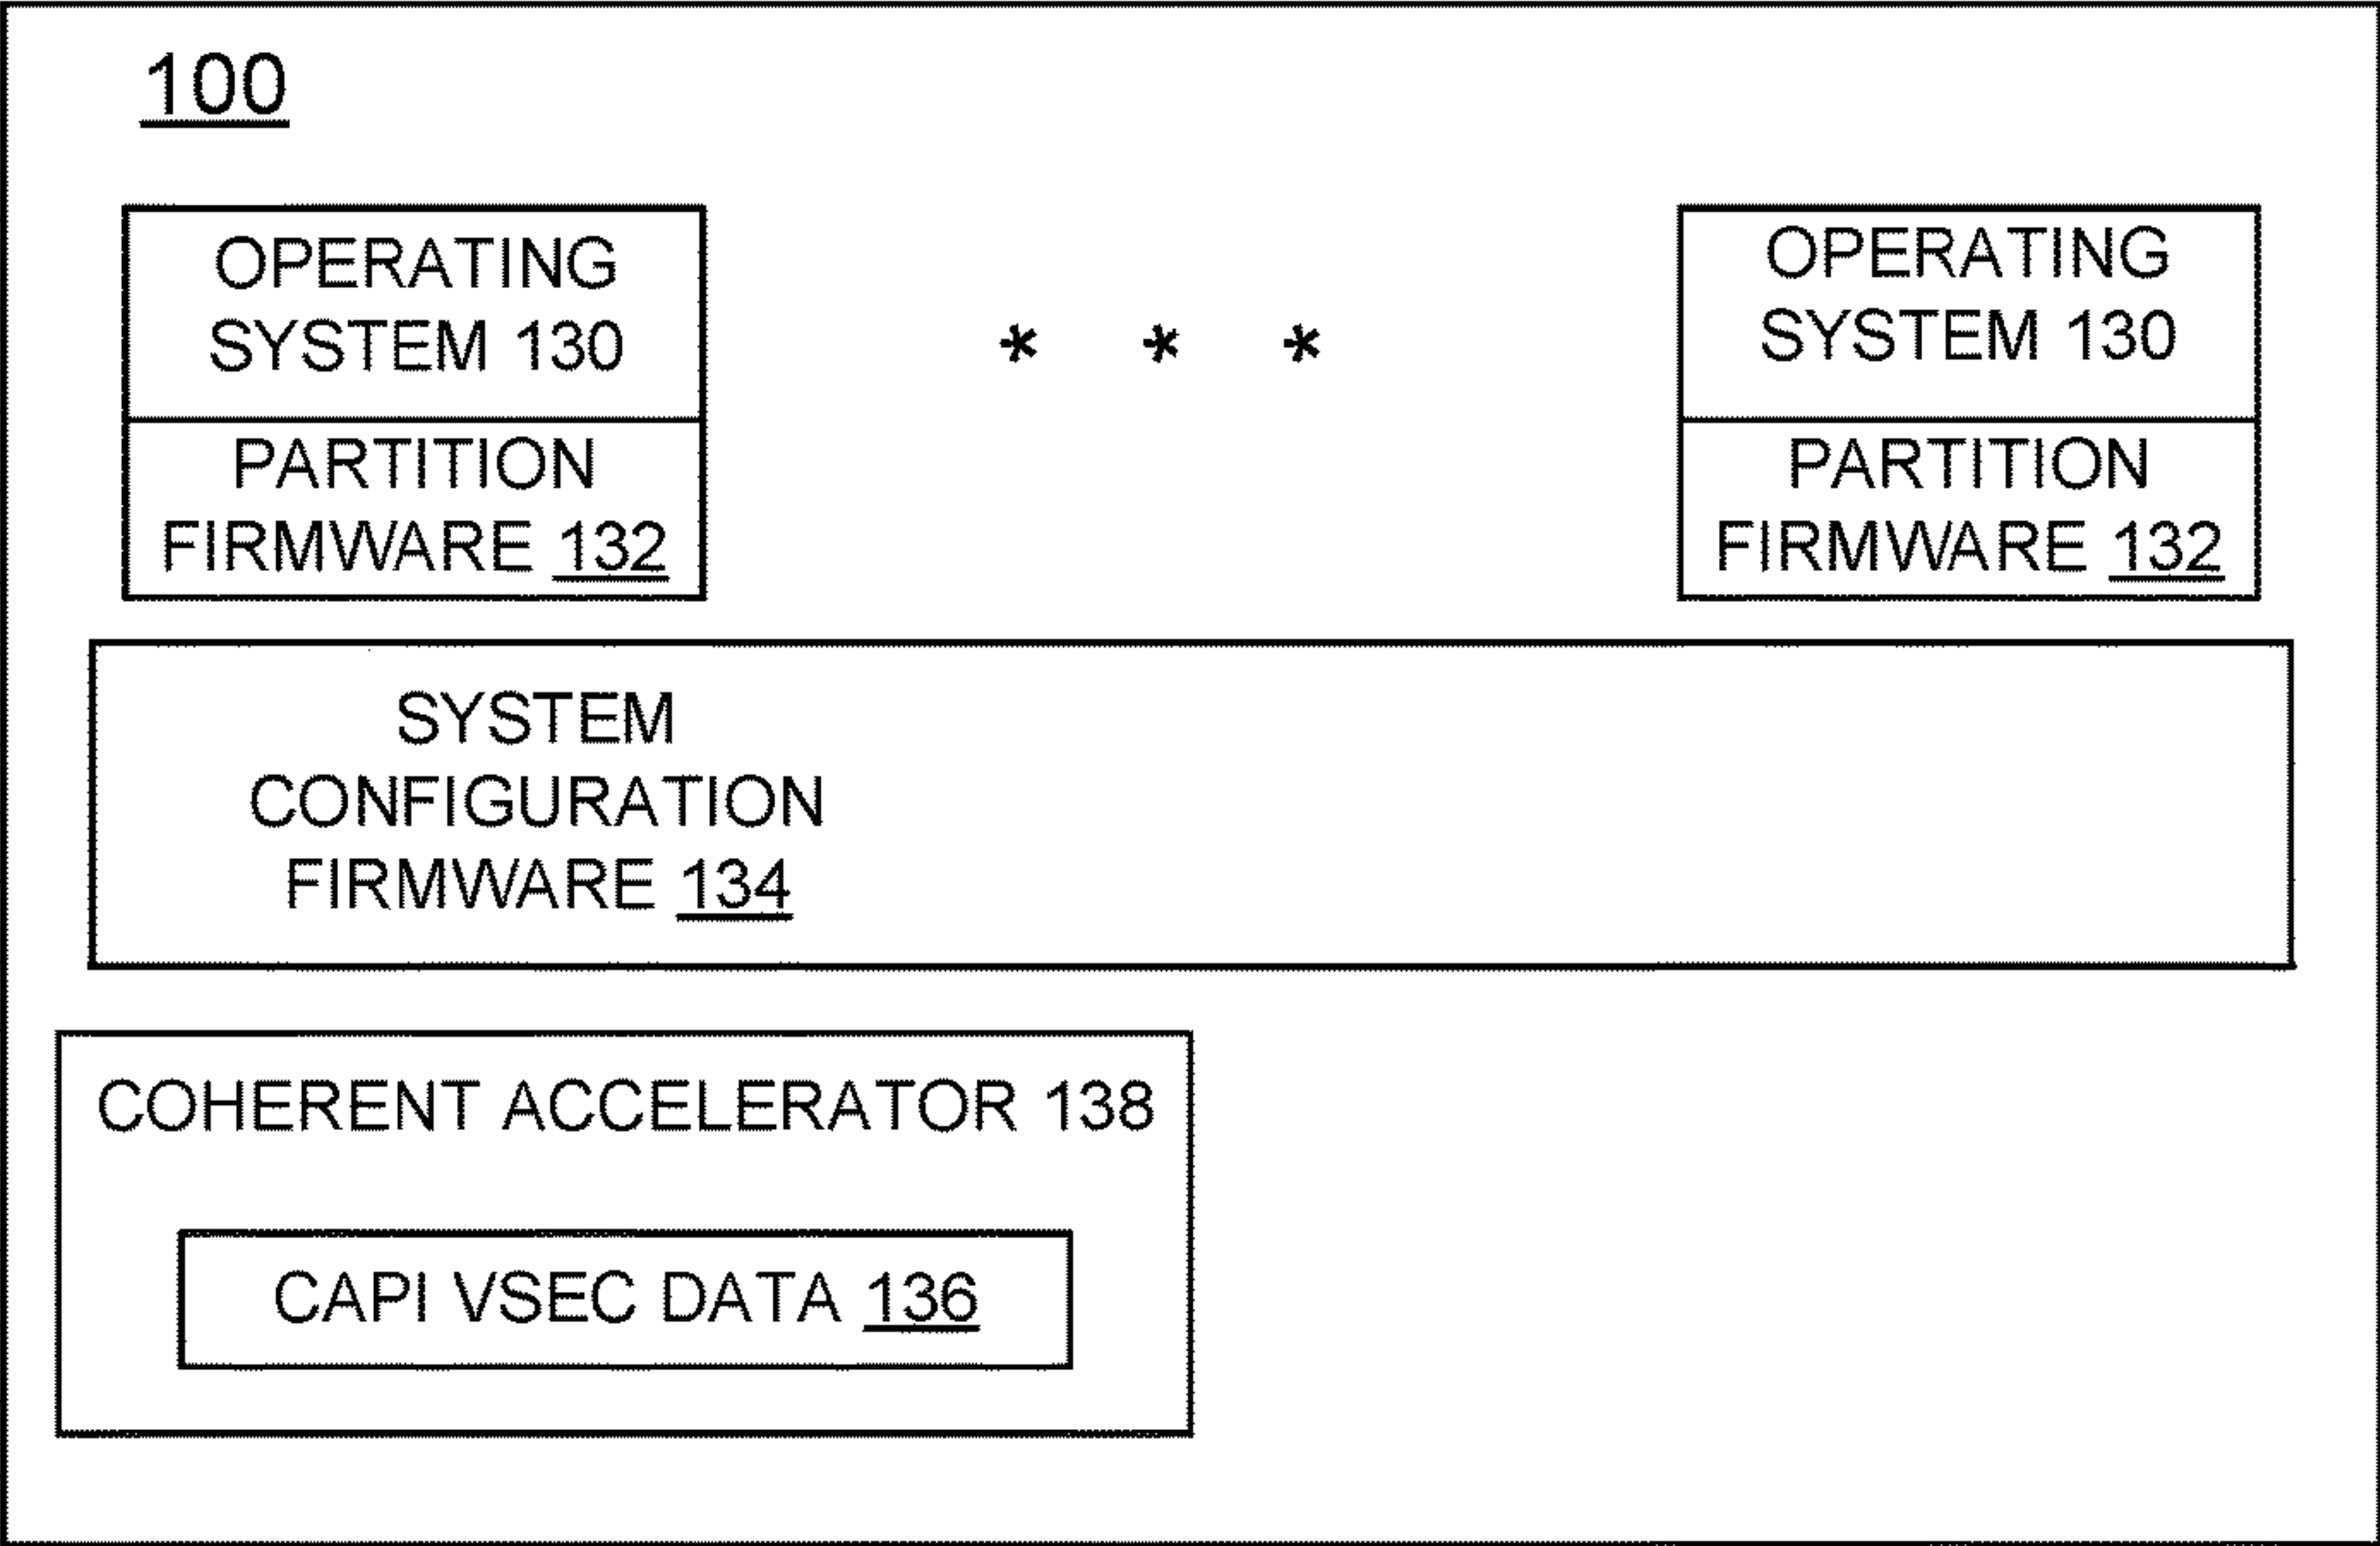 100
OPERATING
SYSTEM 130
PARTITION
FIRMWARE 132
* * *
OPERATING
SYSTEM 130
PARTITION
FIRMWARE 132
SYSTEM
CONFIGURATION
FIRMWARE 134
COHERENT ACCELERATOR 138
CAPI VSEC DATA 136